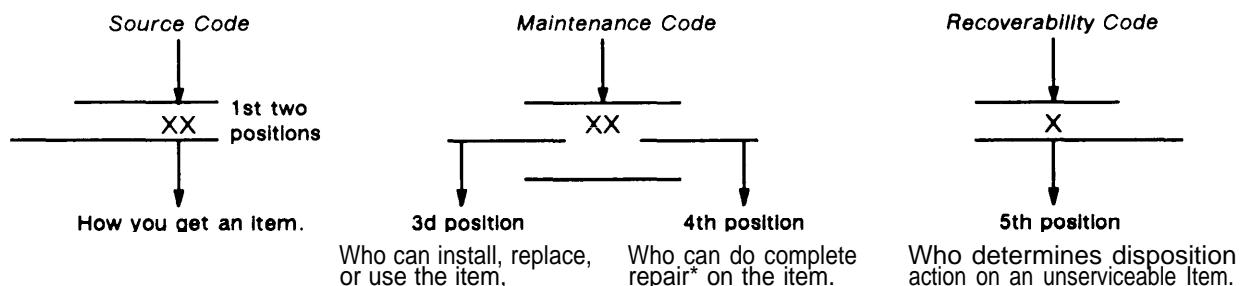 Source Code
Maintenance Code
Recoverability Code
XX
1st two
positions
XX
X
How you get an item.
3d position
4th position
5th position
Who can install, replace,
or use the item,
Who can do complete
repair* on the item.
Who determines disposition
action on an unserviceable Item.